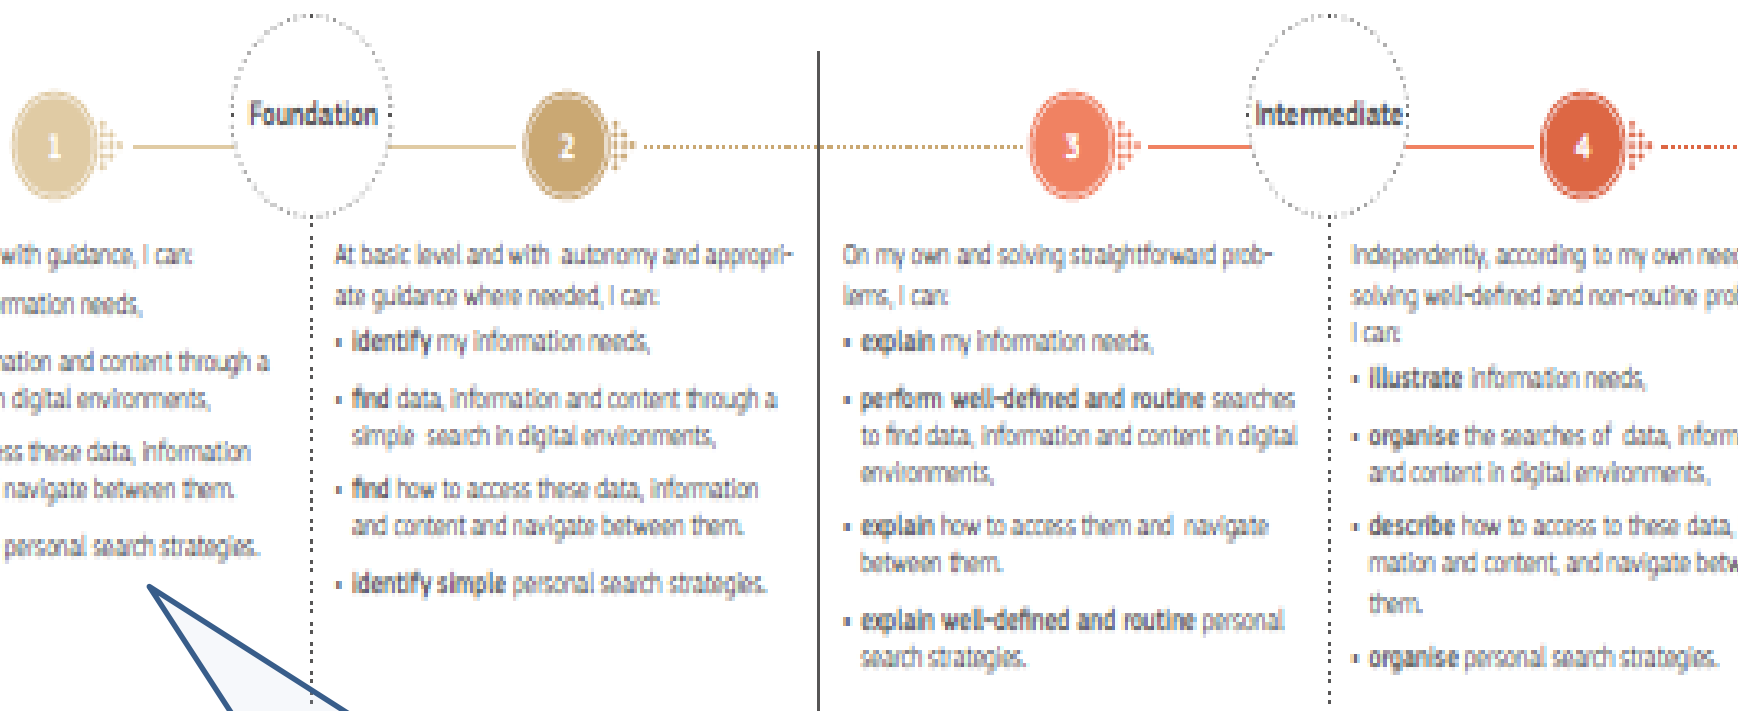 Foundation
Intermediate
1
2
3
4
with guidance, I can:
rmation needs,
nation and content through a
n digital environments,
ess these data, information
navigate between them.
personal search strategies.
At basic level and with autonomy and appropri-
ate guidance where needed, I can:
• identify my information needs,
• find data, information and content through a
simple search in digital environments,
• find how to access these data, information
and content and navigate between them.
• identify simple personal search strategies.
On my own and solving straightforward prob-
lems, I can:
• explain my information needs,
• perform well-defined and routine searches
to find data, information and content in digital
environments,
• explain how to access them and navigate
between them.
• explain well-defined and routine personal
search strategies.
Independently, according to my own need
solving well-defined and non-routine prob
I can:
• illustrate information needs,
• organise the searches of data, inform
and content in digital environments,
• describe how to access to these data,
mation and content, and navigate betw
them.
• organise personal search strategies.